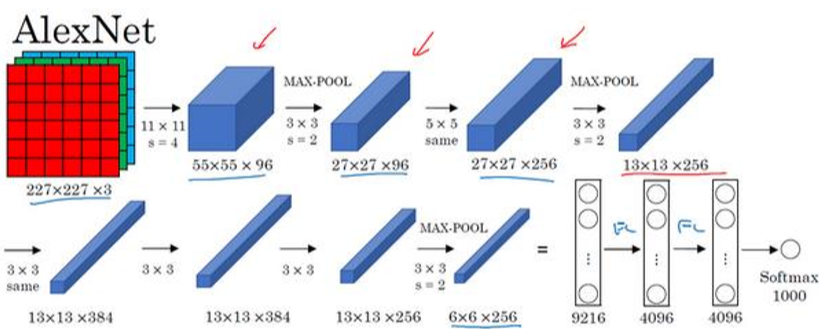 AlexNet
227×227 ×3
11 × 11
s = 4
55×55 × 96
MAX-POOL
3 × 3
s = 2
27×27 ×96
5 × 5
same
27×27 ×256
MAX-POOL
3 × 3
s = 2
13×13 ×256
3 × 3
same
13×13 ×384
3 × 3
13×13 ×384
3 × 3
13×13 ×256
MAX-POOL
3 × 3
s = 2
6×6 ×256
=
9216
FC
4096
FC
4096
Softmax
1000